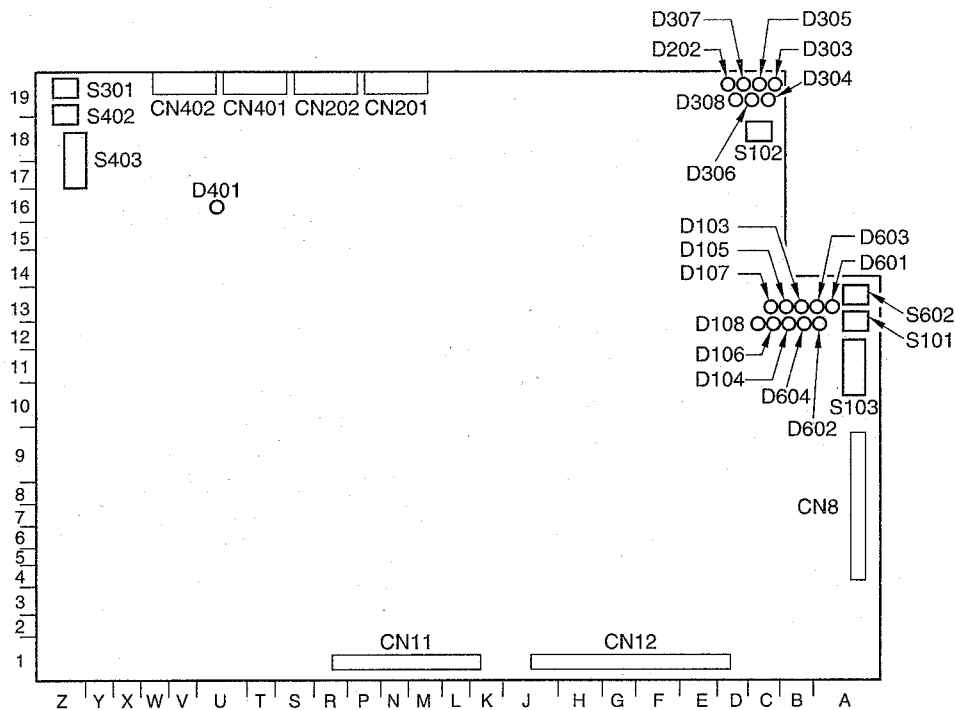 D307 D305
D202 D303
D304
19 S301 CN402 CN401 CN202 CN201 D308
S402
18 S403 S102
D306
17
D401
16
D103 D603
15 D105 D601
D107
14
13 S602
D108
12 S101
D106
11 D104
D604
10 S103
D602
9
8 CN8
7
6
5
4
3
2
CN11 CN12
1
Z Y X W V U T S R P N M L K J H G F E D C B A